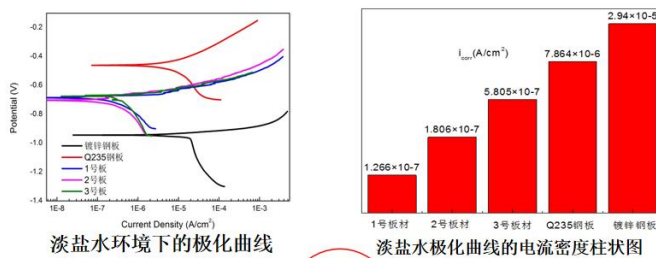 -0.2
-0.4
-0.6
-0.8
-1.0
-1.2
-1.4
Potential (V)
镀锌钢板
Q235钢板
1号板
2号板
3号板
5E-8
1E-7
1E-6
1E-5
1E-4
1E-3
Current Density (A/cm²)
淡盐水环境下的极化曲线
i corr (A/cm²)
1.266×10-7
1.806×10-7
5.805×10-7
7.864×10-6
2.94×10-5
1号板材
2号板材
3号板材
Q235钢板
镀锌钢板
淡盐水极化曲线的电流密度柱状图